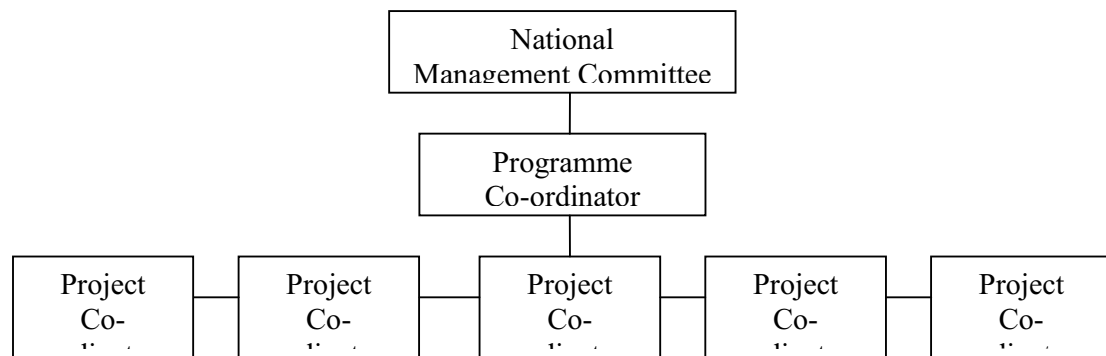 National
Management Committee
Programme
Co-ordinator
Project
Co-
Project
Co-
Project
Co-
Project
Co-
Project
Co-